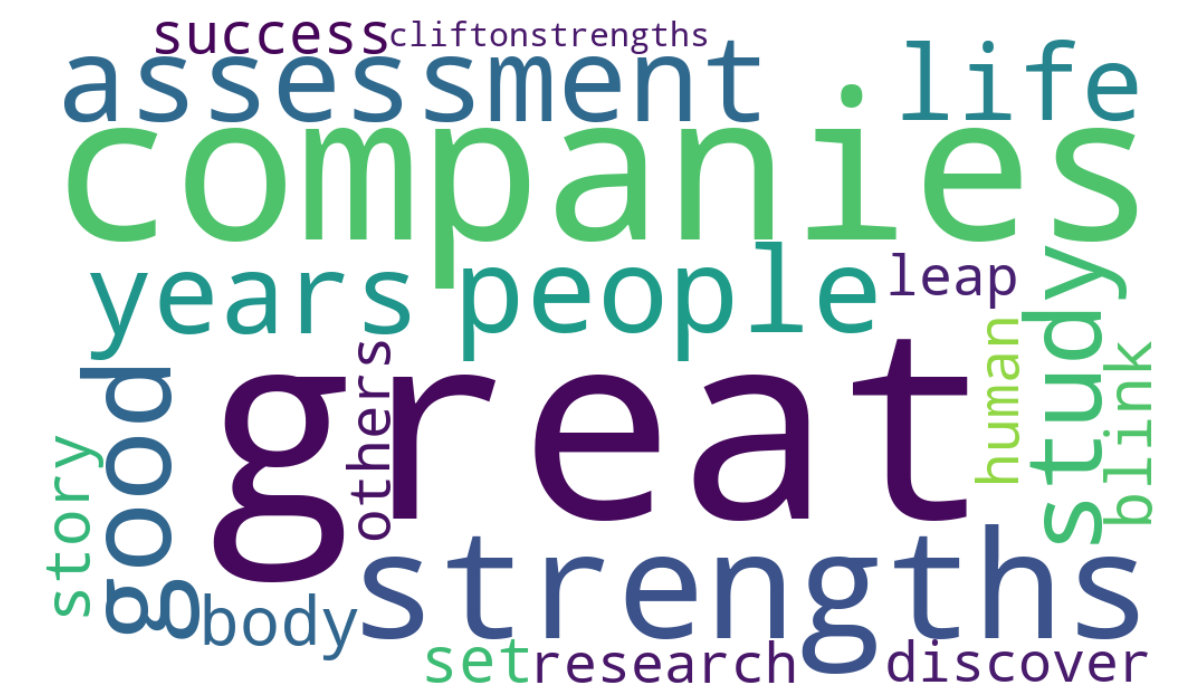 success cliftonstrengths
assessment life
companies
years people leap
great
good
others
human
study
blink
story
body strengths
set research discover